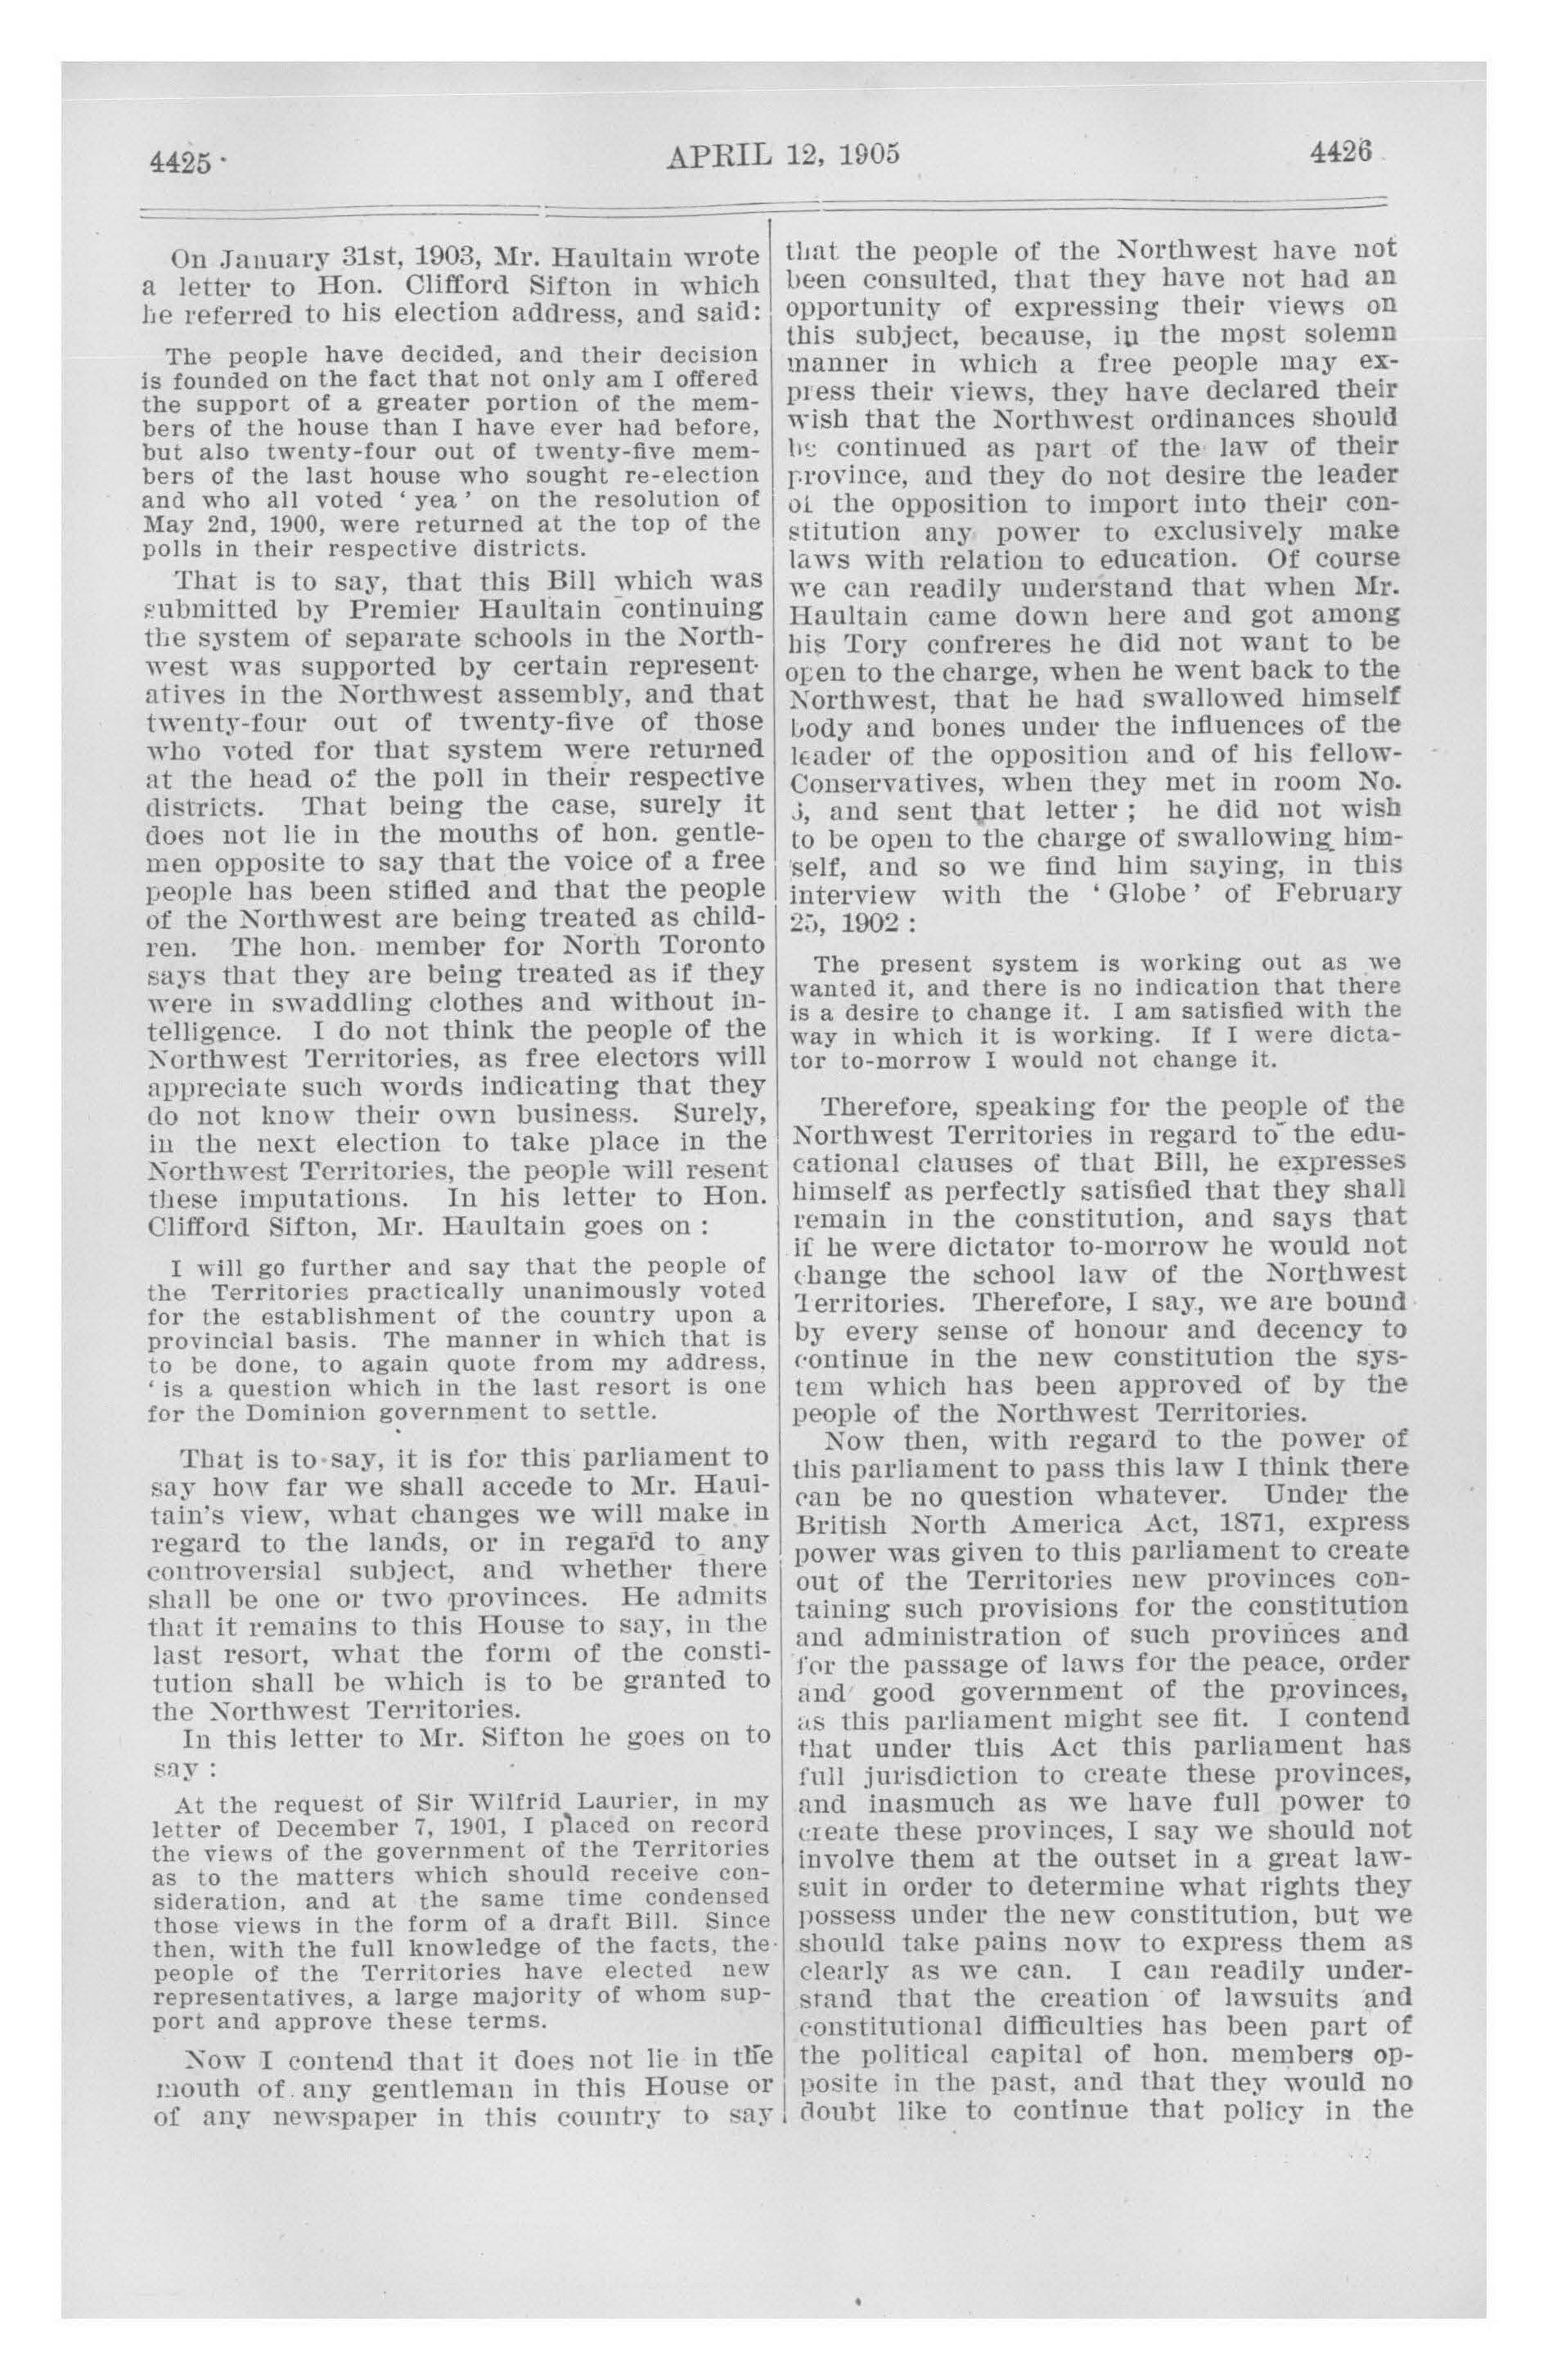 4425
APRIL 12, 1905
4426
On January 31st, 1903, Mr. Haultain wrote
a letter to Hon. Clifford Sifton in which
he referred to his election address, and said:
The people have decided, and their decision
is founded on the fact that not only am I offered
the support of a greater portion of the mem-
bers of the house than I have ever had before,
but also twenty-four out of twenty-five mem-
bers of the last house who sought re-election
and who all voted ‘ yea ’ on the resolution of
May 2nd, 1900, were returned at the top of the
polls in their respective districts.
That is to say, that this Bill which was
submitted by Premier Haultain continuing
the system of separate schools in the North-
west was supported by certain represent-
atives in the Northwest assembly, and that
twenty-four out of twenty-five of those
who voted for that system were returned
at the head of the poll in their respective
districts. That being the case, surely it
does not lie in the mouths of hon. gentle-
men opposite to say that the voice of a free
people has been stifled and that the people
of the Northwest are being treated as child-
ren. The hon. member for North Toronto
says that they are being treated as if they
were in swaddling clothes and without in-
telligence. I do not think the people of the
Northwest Territories, as free electors will
appreciate such words indicating that they
do not know their own business. Surely,
in the next election to take place in the
Northwest Territories, the people will resent
these imputations. In his letter to Hon.
Clifford Sifton, Mr. Haultain goes on :
I will go further and say that the people of
the Territories practically unanimously voted
for the establishment of the country upon a
provincial basis. The manner in which that is
to be done, to again quote from my address,
‘ is a question which in the last resort is one
for the Dominion government to settle.
That is to say, it is for this parliament to
say how far we shall accede to Mr. Haul-
tain's view, what changes we will make in
regard to the lands, or in regard to any
controversial subject, and whether there
shall be one or two provinces. He admits
that it remains to this House to say, in the
last resort, what the form of the consti-
tution shall be which is to be granted to
the Northwest Territories.
In this letter to Mr. Sifton he goes on to
say :
At the request of Sir Wilfrid Laurier, in my
letter of December 7, 1901, I placed on record
the views of the government of the Territories
as to the matters which should receive con-
sideration, and at the same time condensed
those views in the form of a draft Bill. Since
then, with the full knowledge of the facts, the
people of the Territories have elected new
representatives, a large majority of whom sup-
port and approve these terms.
Now I contend that it does not lie in the
mouth of any gentleman in this House or
of any newspaper in this country to say
that the people of the Northwest have not
been consulted, that they have not had an
opportunity of expressing their views on
this subject, because, in the most solemn
manner in which a free people may ex-
press their views, they have declared their
wish that the Northwest ordinances should
be continued as part of the law of their
province, and they do not desire the leader
of the opposition to import into their con-
stitution any power to exclusively make
laws with relation to education. Of course
we can readily understand that when Mr.
Haultain came down here and got among
his Tory confreres he did not want to be
open to the charge, when he went back to the
Northwest, that he had swallowed himself
body and bones under the influences of the
leader of the opposition and of his fellow-
Conservatives, when they met in room No.
, and sent that letter ; he did not wish
to be open to the charge of swallowing him-
self, and so we find him saying, in this
interview with the ‘ Globe ’ of February
25, 1902 :
The present system is working out as we
wanted it, and there is no indication that there
is a desire to change it. I am satisfied with the
way in which it is working. If I were dicta-
tor to-morrow I would not change it.
Therefore, speaking for the people of the
Northwest Territories in regard to the edu-
cational clauses of that Bill, he expresses
himself as perfectly satisfied that they shall
remain in the constitution, and says that
if he were dictator to-morrow he would not
change the school law of the Northwest
Territories. Therefore, I say, we are bound
by every sense of honour and decency to
continue in the new constitution the sys-
tem which has been approved of by the
people of the Northwest Territories.
Now then, with regard to the power of
this parliament to pass this law I think there
can be no question whatever. Under the
British North America Act, 1871, express
power was given to this parliament to create
out of the Territories new provinces con-
taining such provisions for the constitution
and administration of such provinces and
for the passage of laws for the peace, order
and good government of the provinces,
as this parliament might see fit. I contend
that under this Act this parliament has
full jurisdiction to create these provinces,
and inasmuch as we have full power to
create these provinces, I say we should not
involve them at the outset in a great law-
suit in order to determine what rights they
possess under the new constitution, but we
should take pains now to express them as
clearly as we can. I can readily under-
stand that the creation of lawsuits and
constitutional difficulties has been part of
the political capital of hon. members op-
posite in the past, and that they would no
doubt like to continue that policy in the